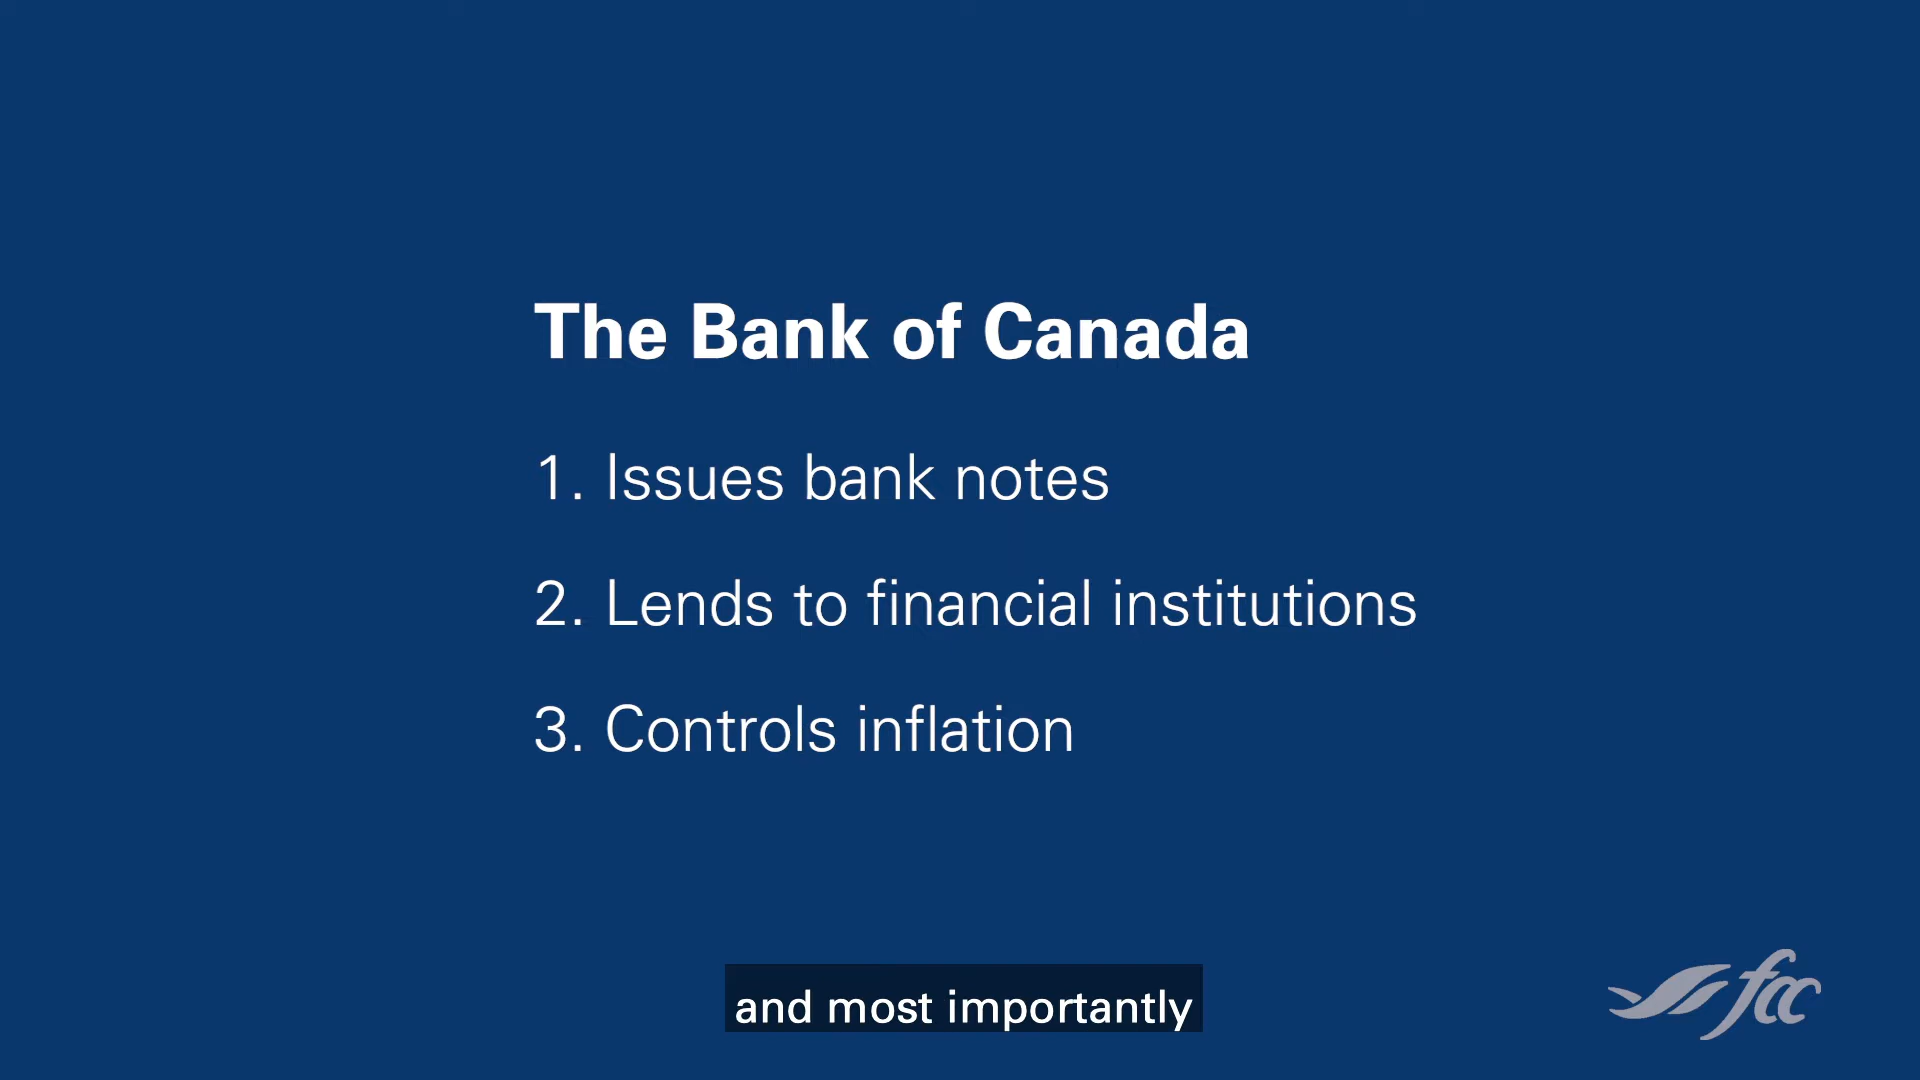 The Bank of Canada
1. Issues bank notes
2. Lends to financial institutions
3. Controls inflation
and most importantly
fcc